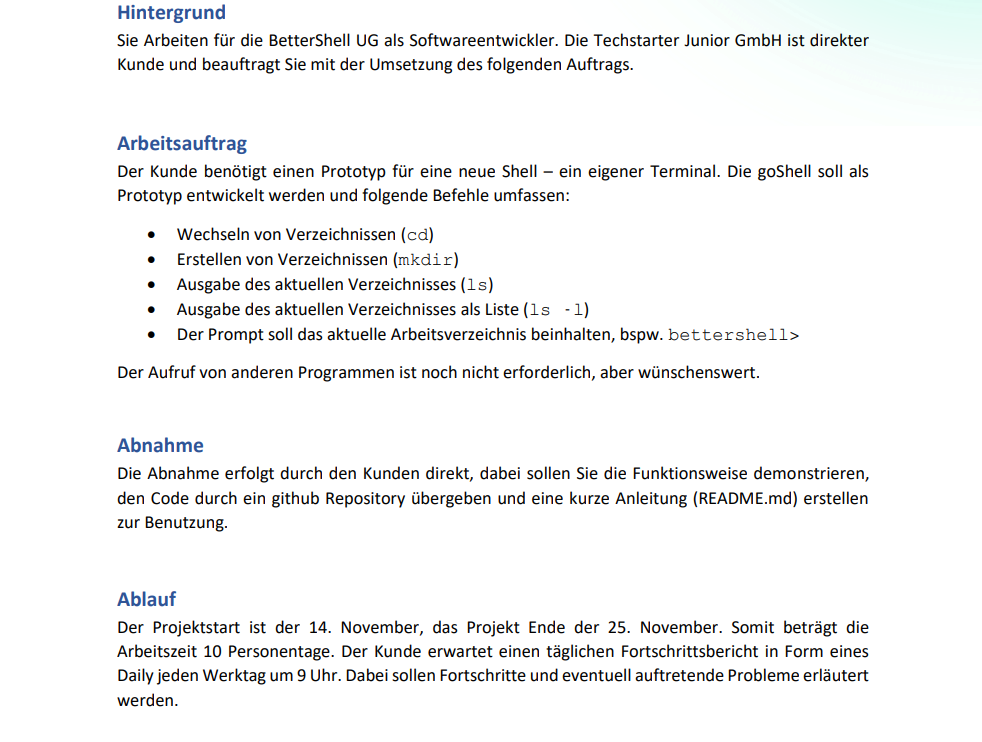 Hintergrund
Sie Arbeiten für die BetterShell UG als Softwareentwickler. Die Techstarter Junior GmbH ist direkter
Kunde und beauftragt Sie mit der Umsetzung des folgenden Auftrags.
Arbeitsauftrag
Der Kunde benötigt einen Prototyp für eine neue Shell – ein eigener Terminal. Die goShell soll als
Prototyp entwickelt werden und folgende Befehle umfassen:
• Wechseln von Verzeichnissen (cd)
• Erstellen von Verzeichnissen (mkdir)
• Ausgabe des aktuellen Verzeichnisses (ls)
• Ausgabe des aktuellen Verzeichnisses als Liste (ls -l)
• Der Prompt soll das aktuelle Arbeitsverzeichnis beinhalten, bspw. bettershell>
Der Aufruf von anderen Programmen ist noch nicht erforderlich, aber wünschenswert.
Abnahme
Die Abnahme erfolgt durch den Kunden direkt, dabei sollen Sie die Funktionsweise demonstrieren,
den Code durch ein github Repository übergeben und eine kurze Anleitung (README.md) erstellen
zur Benutzung.
Ablauf
Der Projektstart ist der 14. November, das Projekt Ende der 25. November. Somit beträgt die
Arbeitszeit 10 Personentage. Der Kunde erwartet einen täglichen Fortschrittsbericht in Form eines
Daily jeden Werktag um 9 Uhr. Dabei sollen Fortschritte und eventuell auftretende Probleme erläutert
werden.